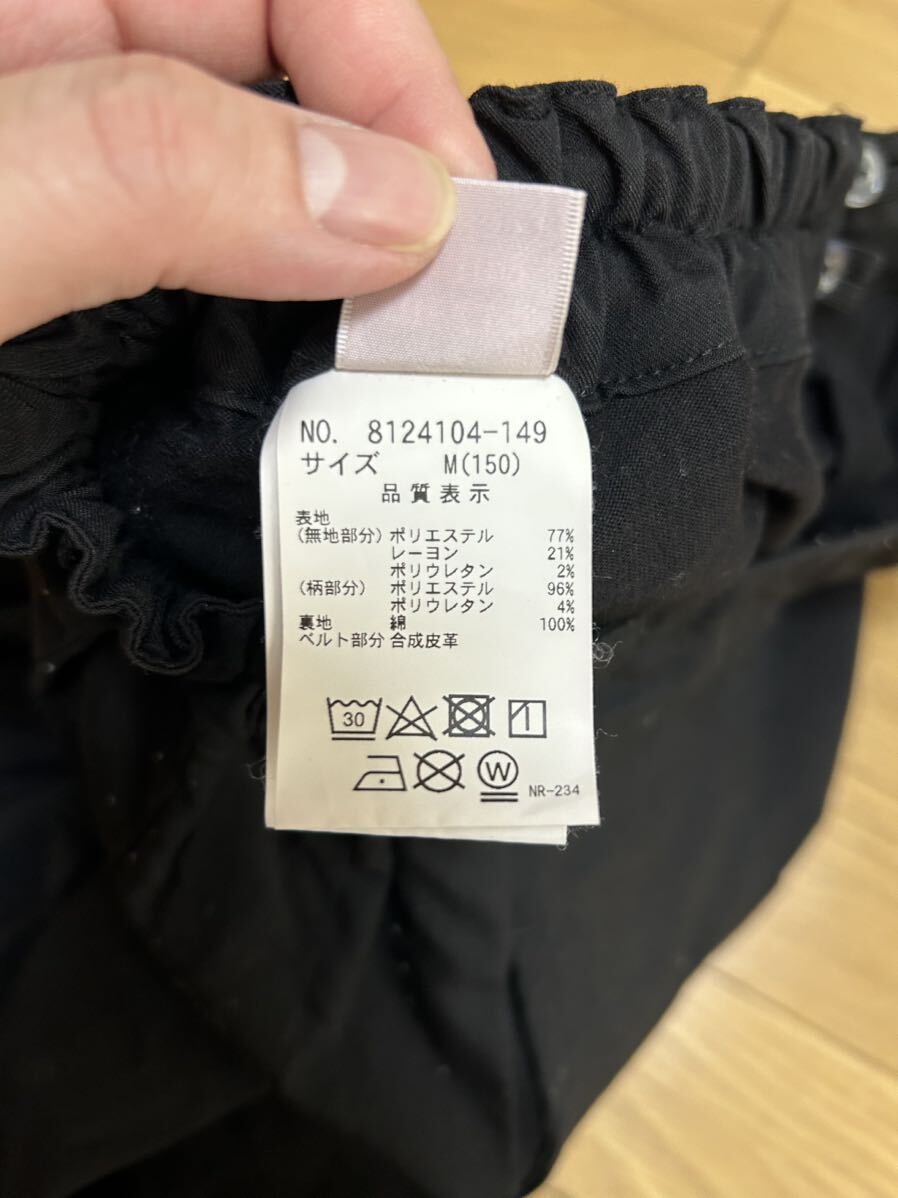 NO. 8124104-149
サイズ M(150)
品質表示
表地
(無地部分) ポリエステル 77%
レーヨン 21%
ポリウレタン 2%
(柄部分) ポリエステル 96%
ポリウレタン 4%
裏地 綿 100%
ベルト部分 合成皮革
30
W
NR-234